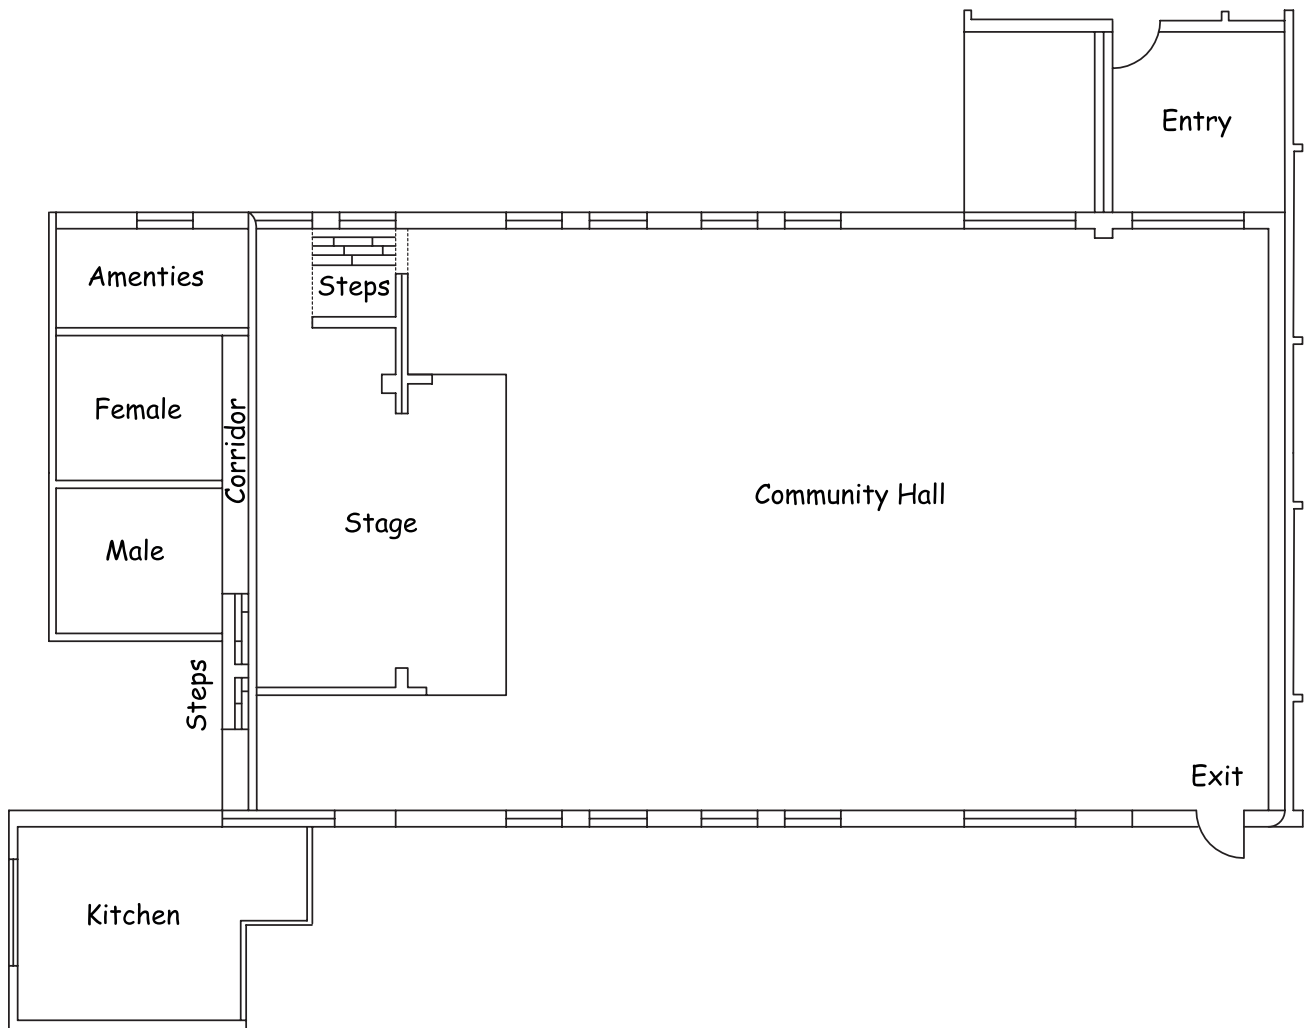 Entry
Amenties
Steps
Female
Corridor
Community Hall
Stage
Male
Steps
Exit
Kitchen